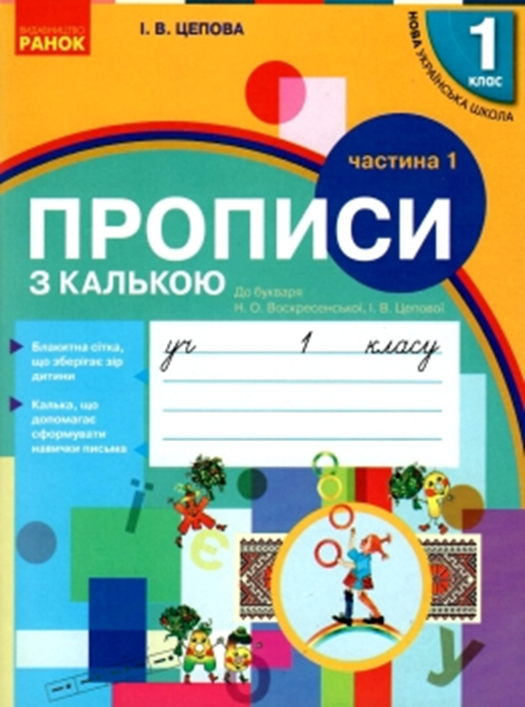 ВИДАВНИЦТВО
РАНОК
І. В. ЦЕПОВА
НОВА УКРАЇНСЬКА ШКОЛА
1
КЛАС
частина 1
ПРОПИСИ
З КАЛЬКОЮ
До букваря
Н. О. Воскресенської, І. В. Цепової
Блакитна сітка,
що зберігає зір
дитини
Калька, що
допомагає
сформувати
навички письма
уч 1 класу
ї
є
о
у